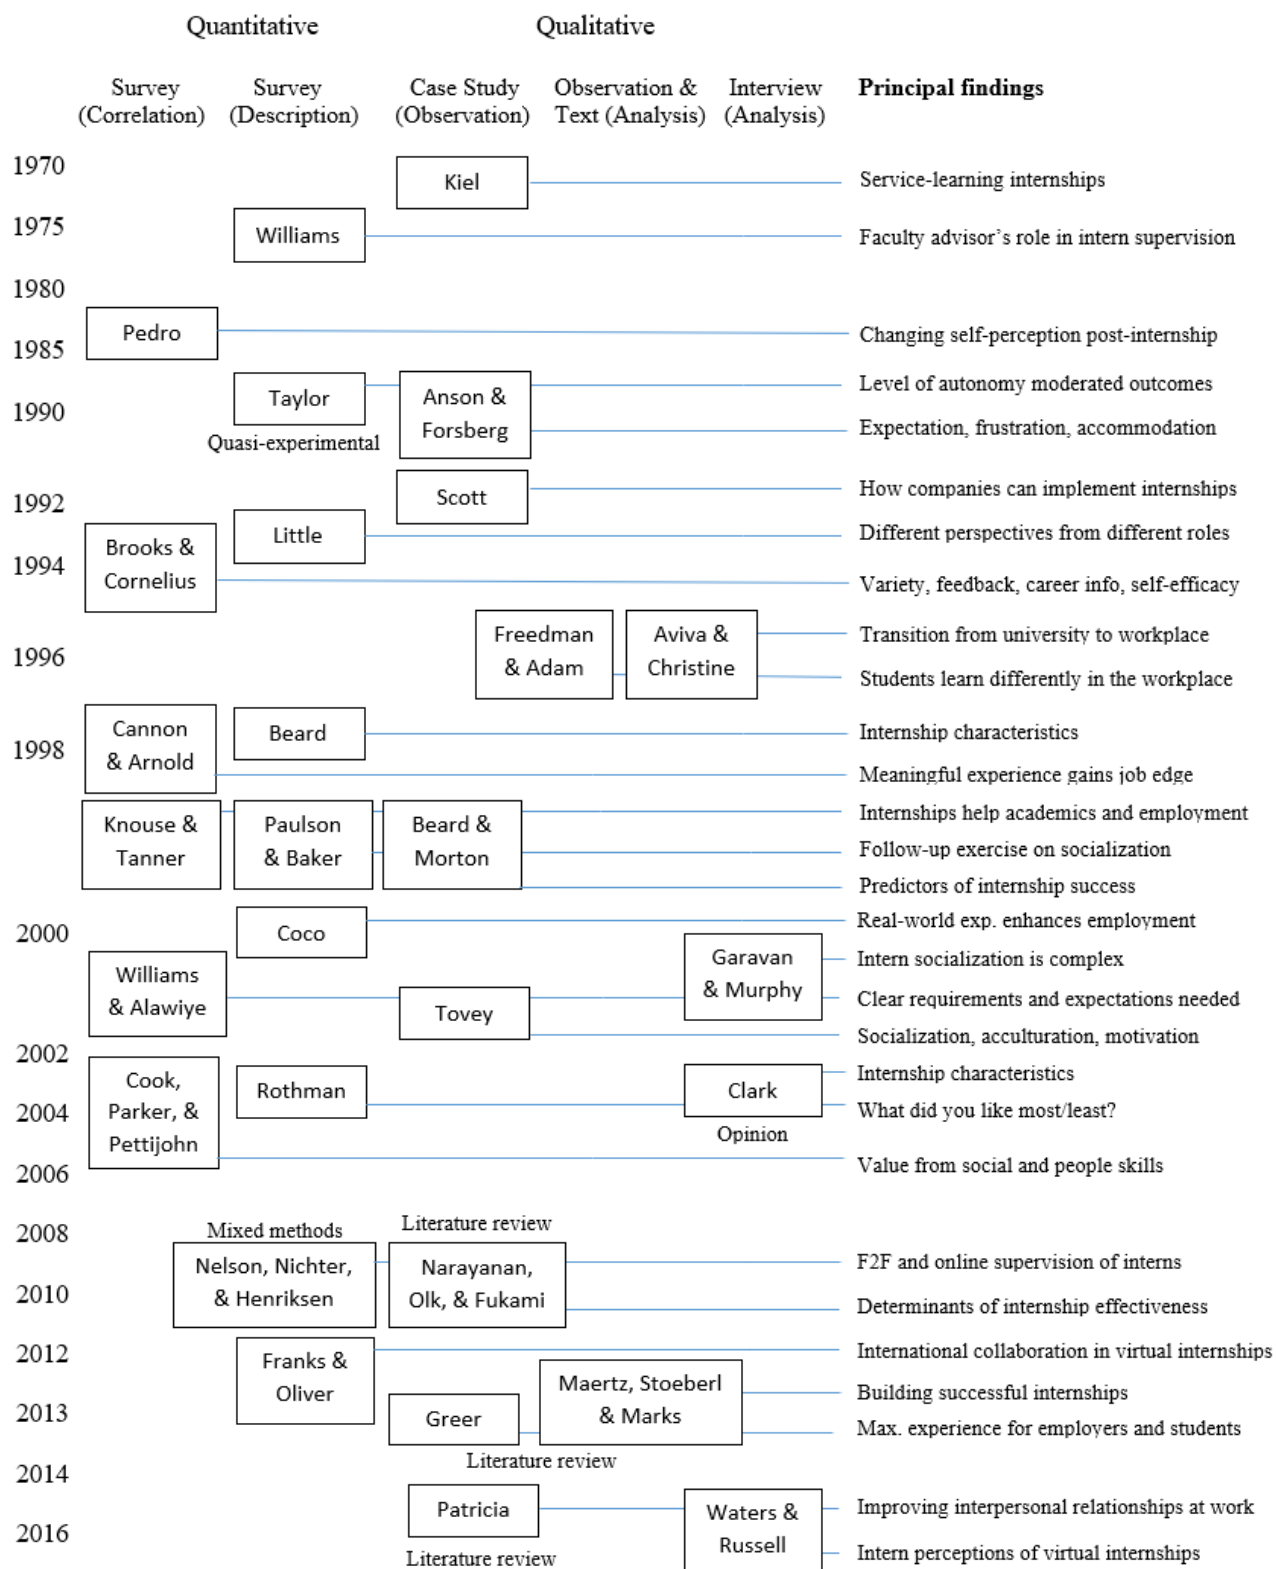 Quantitative
Qualitative
Survey
(Correlation)
Survey
(Description)
Case Study
(Observation)
Observation &
Text (Analysis)
Interview
(Analysis)
Principal findings
1970
Kiel
Service-learning internships
1975
Williams
Faculty advisor's role in intern supervision
1980
Pedro
Changing self-perception post-internship
1985
Taylor
Quasi-experimental
Anson &
Forsberg
Level of autonomy moderated outcomes
1990
Expectation, frustration, accommodation
Scott
How companies can implement internships
1992
Little
Different perspectives from different roles
Brooks &
Cornelius
1994
Variety, feedback, career info, self-efficacy
Freedman
& Adam
Aviva &
Christine
Transition from university to workplace
1996
Students learn differently in the workplace
Cannon
& Arnold
Beard
Internship characteristics
1998
Meaningful experience gains job edge
Knouse &
Tanner
Paulson
& Baker
Beard &
Morton
Internships help academics and employment
Follow-up exercise on socialization
Predictors of internship success
2000
Coco
Real-world exp. enhances employment
Williams
& Alawiye
Garavan
& Murphy
Intern socialization is complex
Tovey
Clear requirements and expectations needed
Socialization, acculturation, motivation
2002
Cook,
Parker, &
Pettijohn
Rothman
Clark
Opinion
Internship characteristics
2004
What did you like most/least?
Value from social and people skills
2006
2008
Mixed methods
Nelson, Nichter,
& Henriksen
Literature review
Narayanan,
Olk, & Fukami
F2F and online supervision of interns
2010
Determinants of internship effectiveness
2012
Franks &
Oliver
International collaboration in virtual internships
Maertz, Stoeberl
& Marks
Building successful internships
2013
Greer
Max. experience for employers and students
Literature review
2014
Patricia
Literature review
Waters &
Russell
Improving interpersonal relationships at work
2016
Intern perceptions of virtual internships